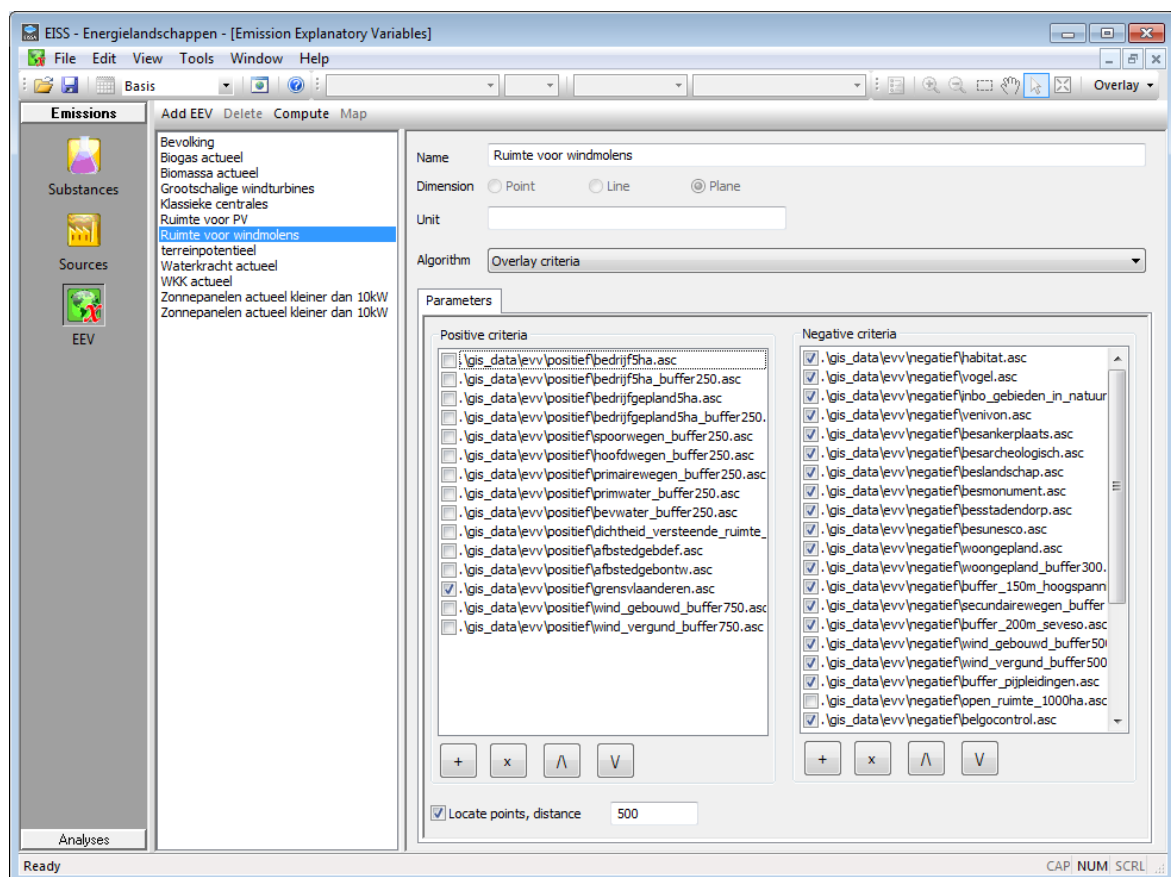 EISS - Energielandschappen - [Emission Explanatory Variables]
File Edit View Tools Window Help
Basis Overlay
Emissions
Add EEV Delete Compute Map
Substances
Sources
EEV
Analyses
Bevolking
Biogas actueel
Biomassa actueel
Grootschalige windturbines
Klassieke centrales
Ruimte voor PV
Ruimte voor windmolens
terreinpotentieel
Waterkracht actueel
WKK actueel
Zonnepanelen actueel kleiner dan 10kW
Zonnepanelen actueel kleiner dan 10kW
Name Ruimte voor windmolens
Dimension Point Line Plane
Unit
Algorithm Overlay criteria
Parameters
Positive criteria
.\gis_data\evv\positief\bedrijf5ha.asc
.\gis_data\evv\positief\bedrijf5ha_buffer250.asc
.\gis_data\evv\positief\bedrijfgepland5ha.asc
.\gis_data\evv\positief\bedrijfgepland5ha_buffer250.
.\gis_data\evv\positief\spoorwegen_buffer250.asc
.\gis_data\evv\positief\hoofdwegen_buffer250.asc
.\gis_data\evv\positief\primairewegen_buffer250.asc
.\gis_data\evv\positief\primwater_buffer250.asc
.\gis_data\evv\positief\bevwater_buffer250.asc
.\gis_data\evv\positief\dichtheid_versteende_ruimte_
.\gis_data\evv\positief\afbstedgebdef.asc
.\gis_data\evv\positief\afbstedgebontw.asc
.\gis_data\evv\positief\grensvlaanderen.asc
.\gis_data\evv\positief\wind_gebouwd_buffer750.asc
.\gis_data\evv\positief\wind_vergund_buffer750.asc
+ x /\ \/
Negative criteria
.\gis_data\evv\negatief\habitat.asc
.\gis_data\evv\negatief\vogel.asc
.\gis_data\evv\negatief\inbo_gebieden_in_natuur
.\gis_data\evv\negatief\venivon.asc
.\gis_data\evv\negatief\besankerplaats.asc
.\gis_data\evv\negatief\besarcheologisch.asc
.\gis_data\evv\negatief\beslandschap.asc
.\gis_data\evv\negatief\besmonument.asc
.\gis_data\evv\negatief\besstadendorp.asc
.\gis_data\evv\negatief\besunesco.asc
.\gis_data\evv\negatief\woongepland.asc
.\gis_data\evv\negatief\woongepland_buffer300.
.\gis_data\evv\negatief\buffer_150m_hoogspann
.\gis_data\evv\negatief\secundairewegen_buffer
.\gis_data\evv\negatief\buffer_200m_seveso.asc
.\gis_data\evv\negatief\wind_gebouwd_buffer50
.\gis_data\evv\negatief\wind_vergund_buffer500
.\gis_data\evv\negatief\buffer_pijpleidingen.asc
.\gis_data\evv\negatief\open_ruimte_1000ha.asc
.\gis_data\evv\negatief\belgocontrol.asc
+ x /\ \/
Locate points, distance 500
Ready CAP NUM SCRL